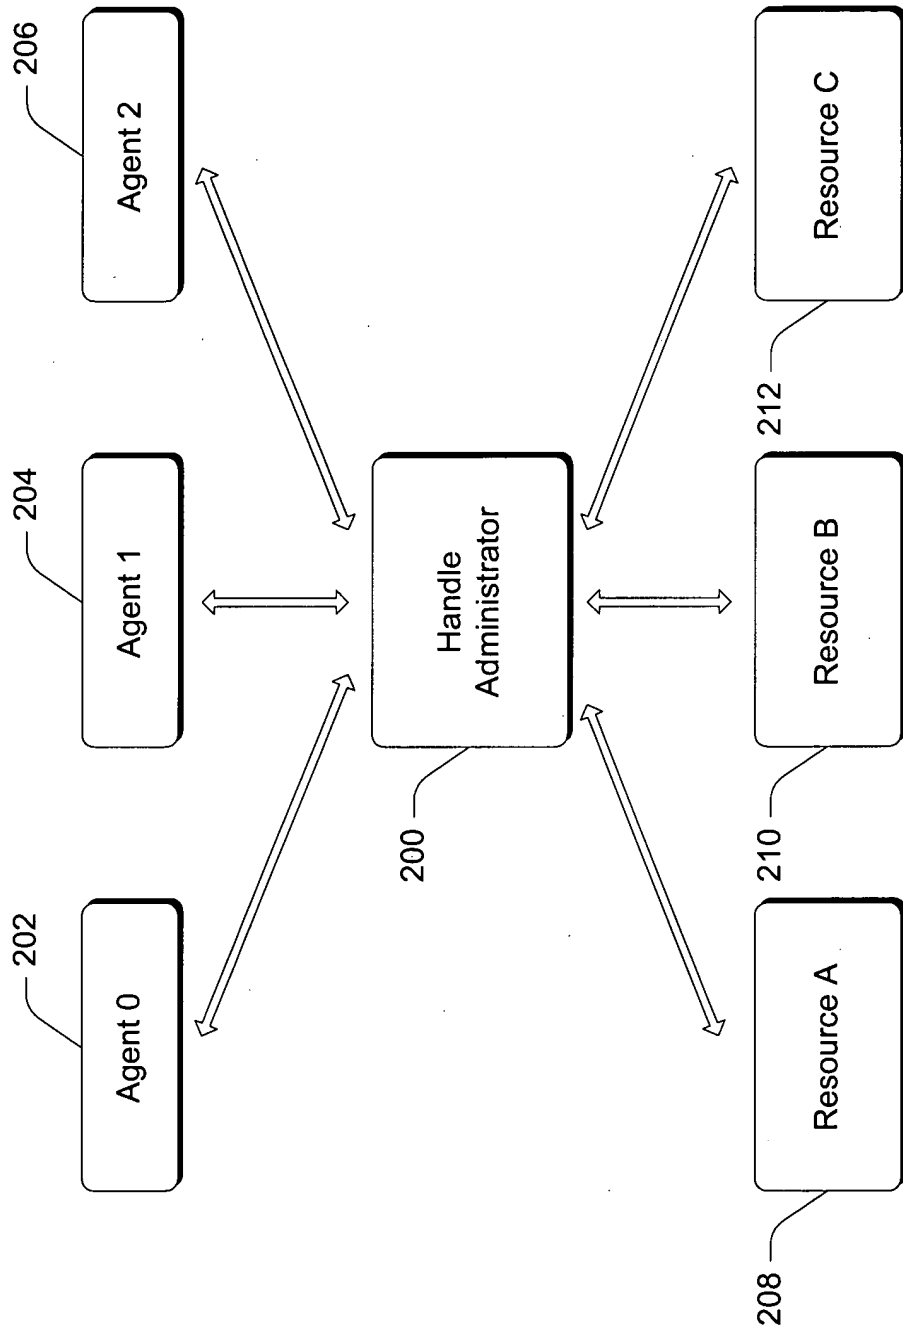 202
204
206
Agent 0
Agent 1
Agent 2
200
Handle
Administrator
208
210
212
Resource A
Resource B
Resource C